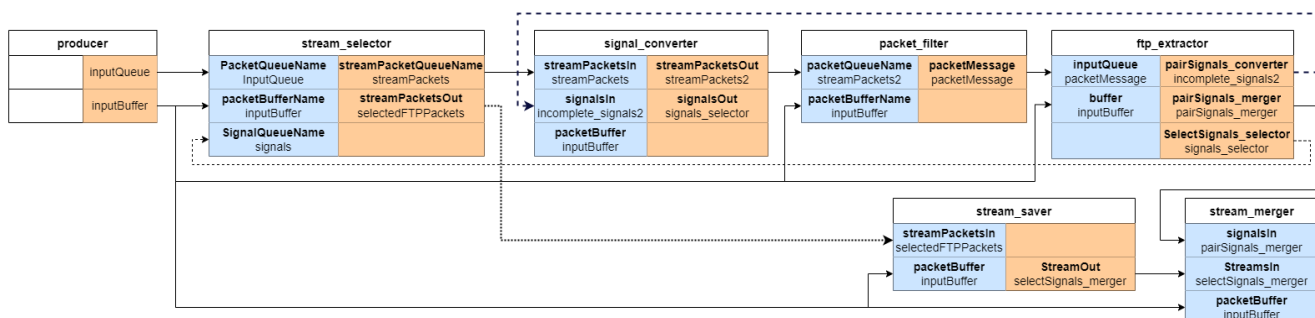 producer
inputQueue
inputBuffer
stream_selector
PacketQueueName
InputQueue
streamPacketQueueName
streamPackets
packetBufferName
inputBuffer
streamPacketsOut
selectedFTPPackets
SignalQueueName
signals
signal_converter
streamPacketsIn
streamPackets
streamPacketsOut
streamPackets2
signalsIn
incomplete_signals2
signalsOut
signals_selector
packetBuffer
inputBuffer
packet_filter
packetQueueName
streamPackets2
packetMessage
packetMessage
packetBufferName
inputBuffer
ftp_extractor
inputQueue
packetMessage
pairSignals_converter
incomplete_signals2
buffer
inputBuffer
pairSignals_merger
pairSignals_merger
SelectSignals_selector
signals_selector
stream_saver
streamPacketsIn
selectedFTPPackets
packetBuffer
inputBuffer
StreamOut
selectSignals_merger
stream_merger
signalsIn
pairSignals_merger
StreamsIn
selectSignals_merger
packetBuffer
inputBuffer